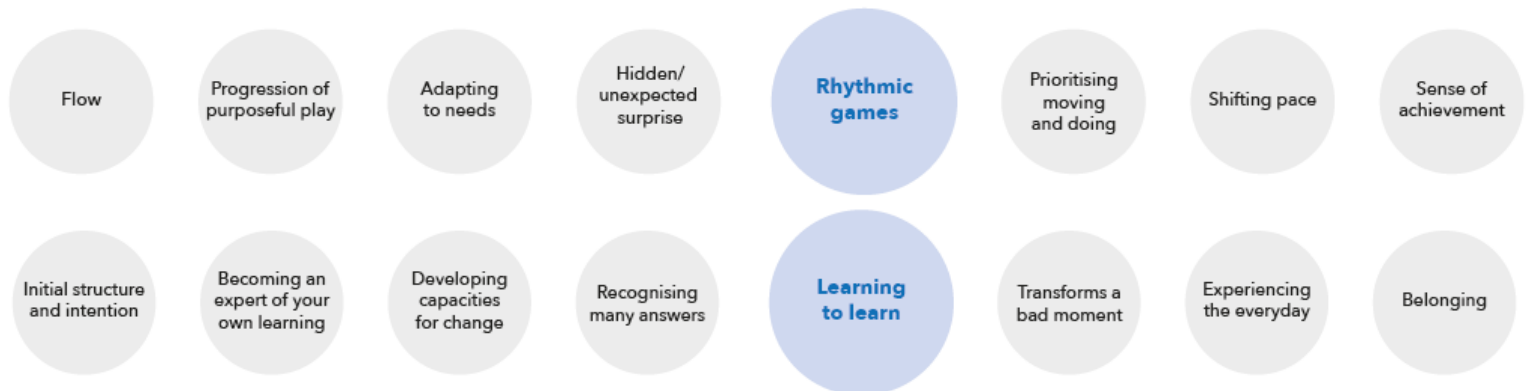 Flow
Progression of
purposeful play
Adapting
to needs
Hidden/
unexpected
surprise
Rhythmic
games
Prioritising
moving
and doing
Shifting pace
Sense of
achievement
Initial structure
and intention
Becoming an
expert of your
own learning
Developing
capacities
for change
Recognising
many answers
Learning
to learn
Transforms a
bad moment
Experiencing
the everyday
Belonging